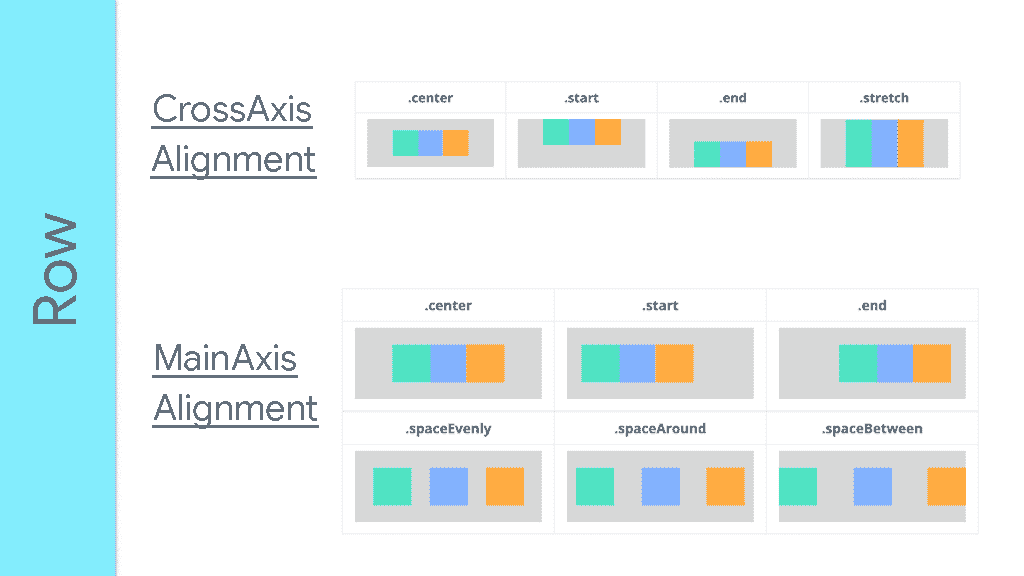 Row
CrossAxis
Alignment
.center .start .end .stretch
MainAxis
Alignment
.center .start .end
.spaceEvenly .spaceAround .spaceBetween